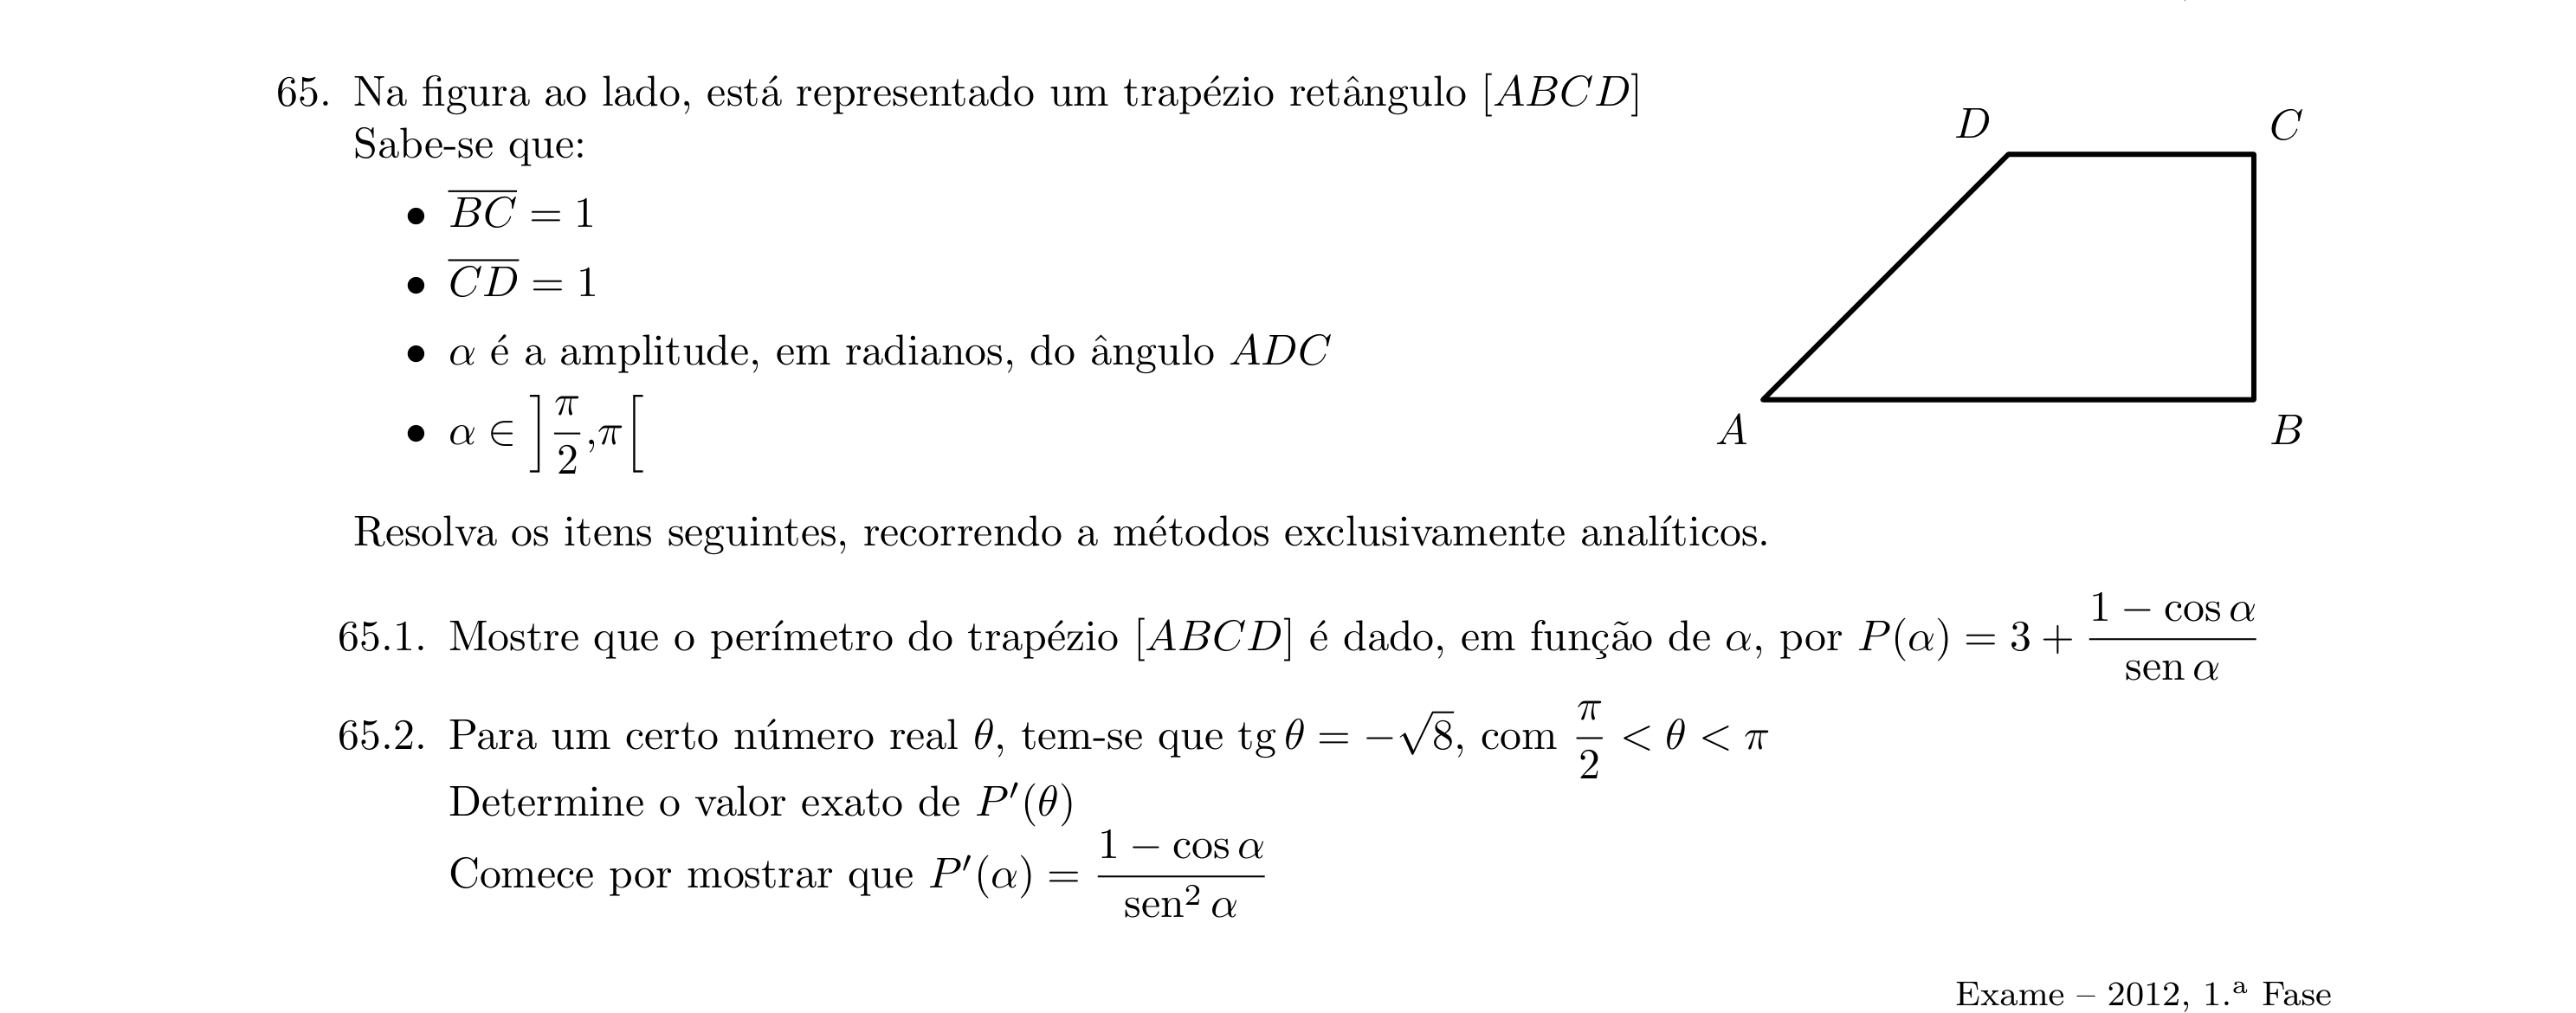 65. Na figura ao lado, está representado um trapézio retângulo [ABCD]
Sabe-se que:
• $\overline{BC} = 1$
• $\overline{CD} = 1$
• α é a amplitude, em radianos, do ângulo ADC
• $\alpha \in \left]\frac{\pi}{2},\pi\right[$
D C
A B
Resolva os itens seguintes, recorrendo a métodos exclusivamente analíticos.
65.1. Mostre que o perímetro do trapézio [ABCD] é dado, em função de α, por $P(\alpha) = 3 + \frac{1 - \cos\alpha}{\operatorname{sen}\alpha}$
65.2. Para um certo número real θ, tem-se que $\operatorname{tg}\theta = -\sqrt{8}$, com $\frac{\pi}{2} < \theta < \pi$
Determine o valor exato de $P'(\theta)$
Comece por mostrar que $P'(\alpha) = \frac{1 - \cos\alpha}{\operatorname{sen}^2\alpha}$
Exame – 2012, 1.ª Fase